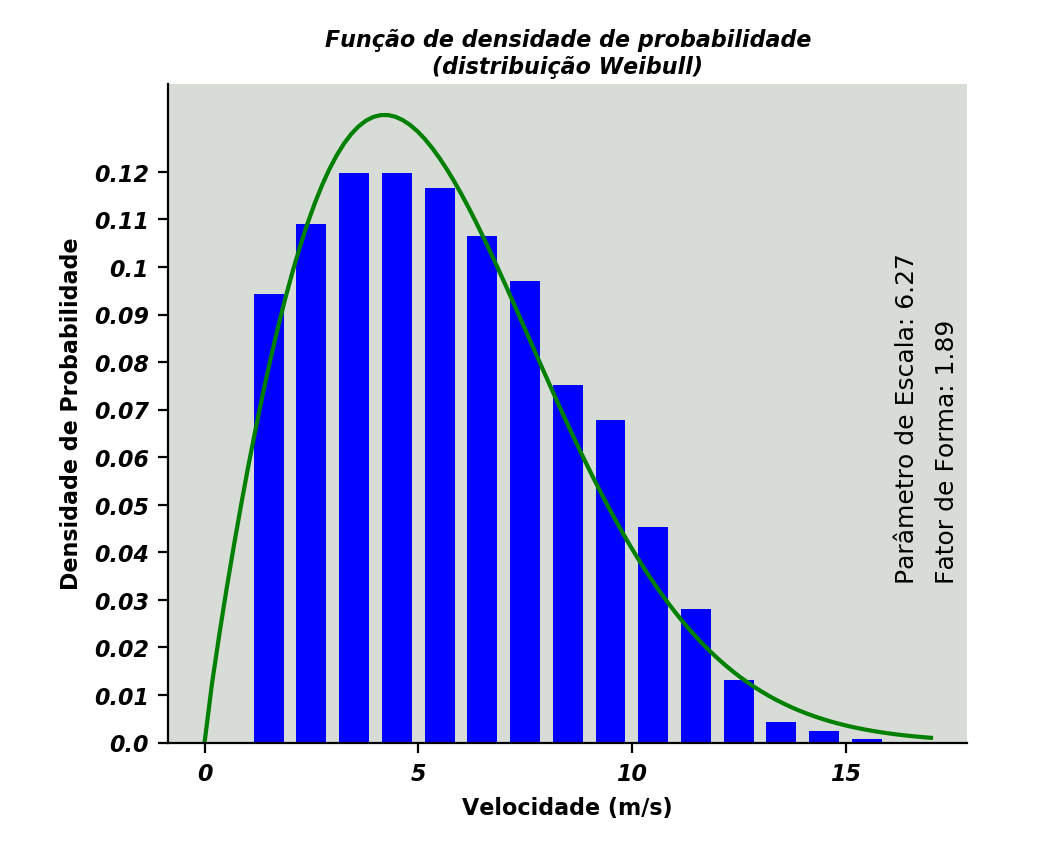 Função de densidade de probabilidade
(distribuição Weibull)
Densidade de Probabilidade
0.12
0.11
0.1
0.09
0.08
0.07
0.06
0.05
0.04
0.03
0.02
0.01
0.0
Parâmetro de Escala: 6.27
Fator de Forma: 1.89
0 5 10 15
Velocidade (m/s)